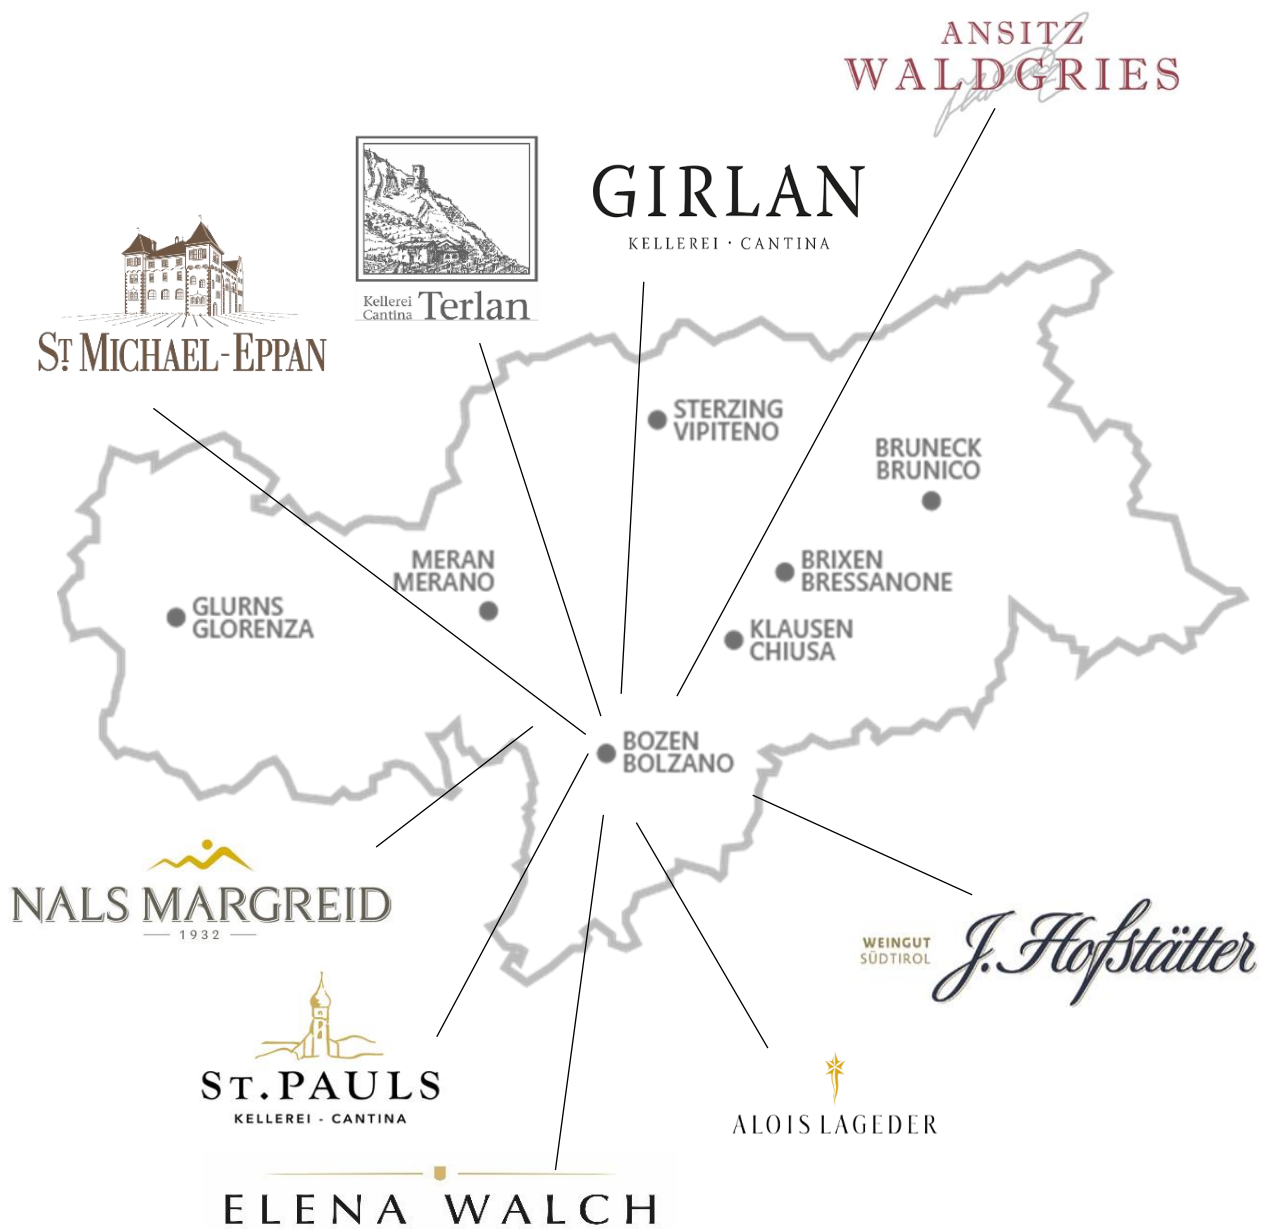 ANSITZ
WALDGRIES
GIRLAN
KELLEREI · CANTINA
Kellerei
Cantina Terlan
ST. MICHAEL-EPPAN
STERZING
VIPITENO
BRUNECK
BRUNICO
MERAN
MERANO
BRIXEN
BRESSANONE
GLURNS
GLORENZA
KLAUSEN
CHIUSA
BOZEN
BOLZANO
NALS MARGREID
1932
WEINGUT
SÜDTIROL
J. Hofstätter
ST. PAULS
KELLEREI - CANTINA
ALOIS LAGEDER
ELENA WALCH